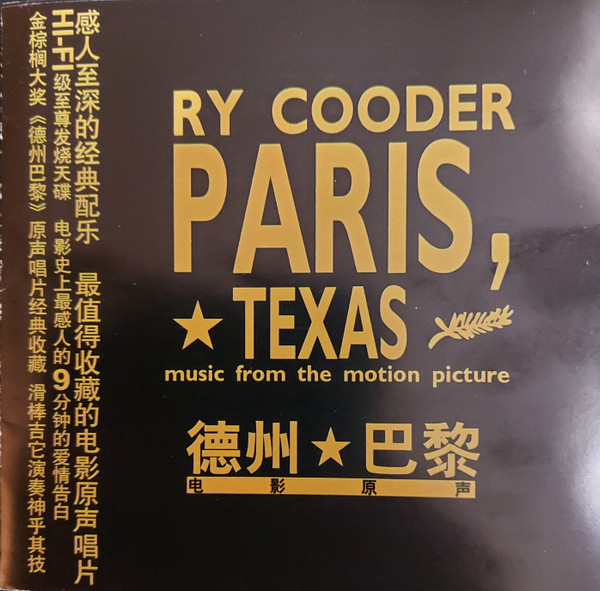 感人至深的经典配乐 最值得收藏的电影原声唱片
HI-FI级至尊发烧天碟 电影史上最感人的9分钟的爱情告白
金棕榈大奖《德州巴黎》原声唱片经典收藏 滑棒吉它演奏神乎其技
RY COODER
PARIS,
★ TEXAS
music from the motion picture
德州★巴黎
电影原声